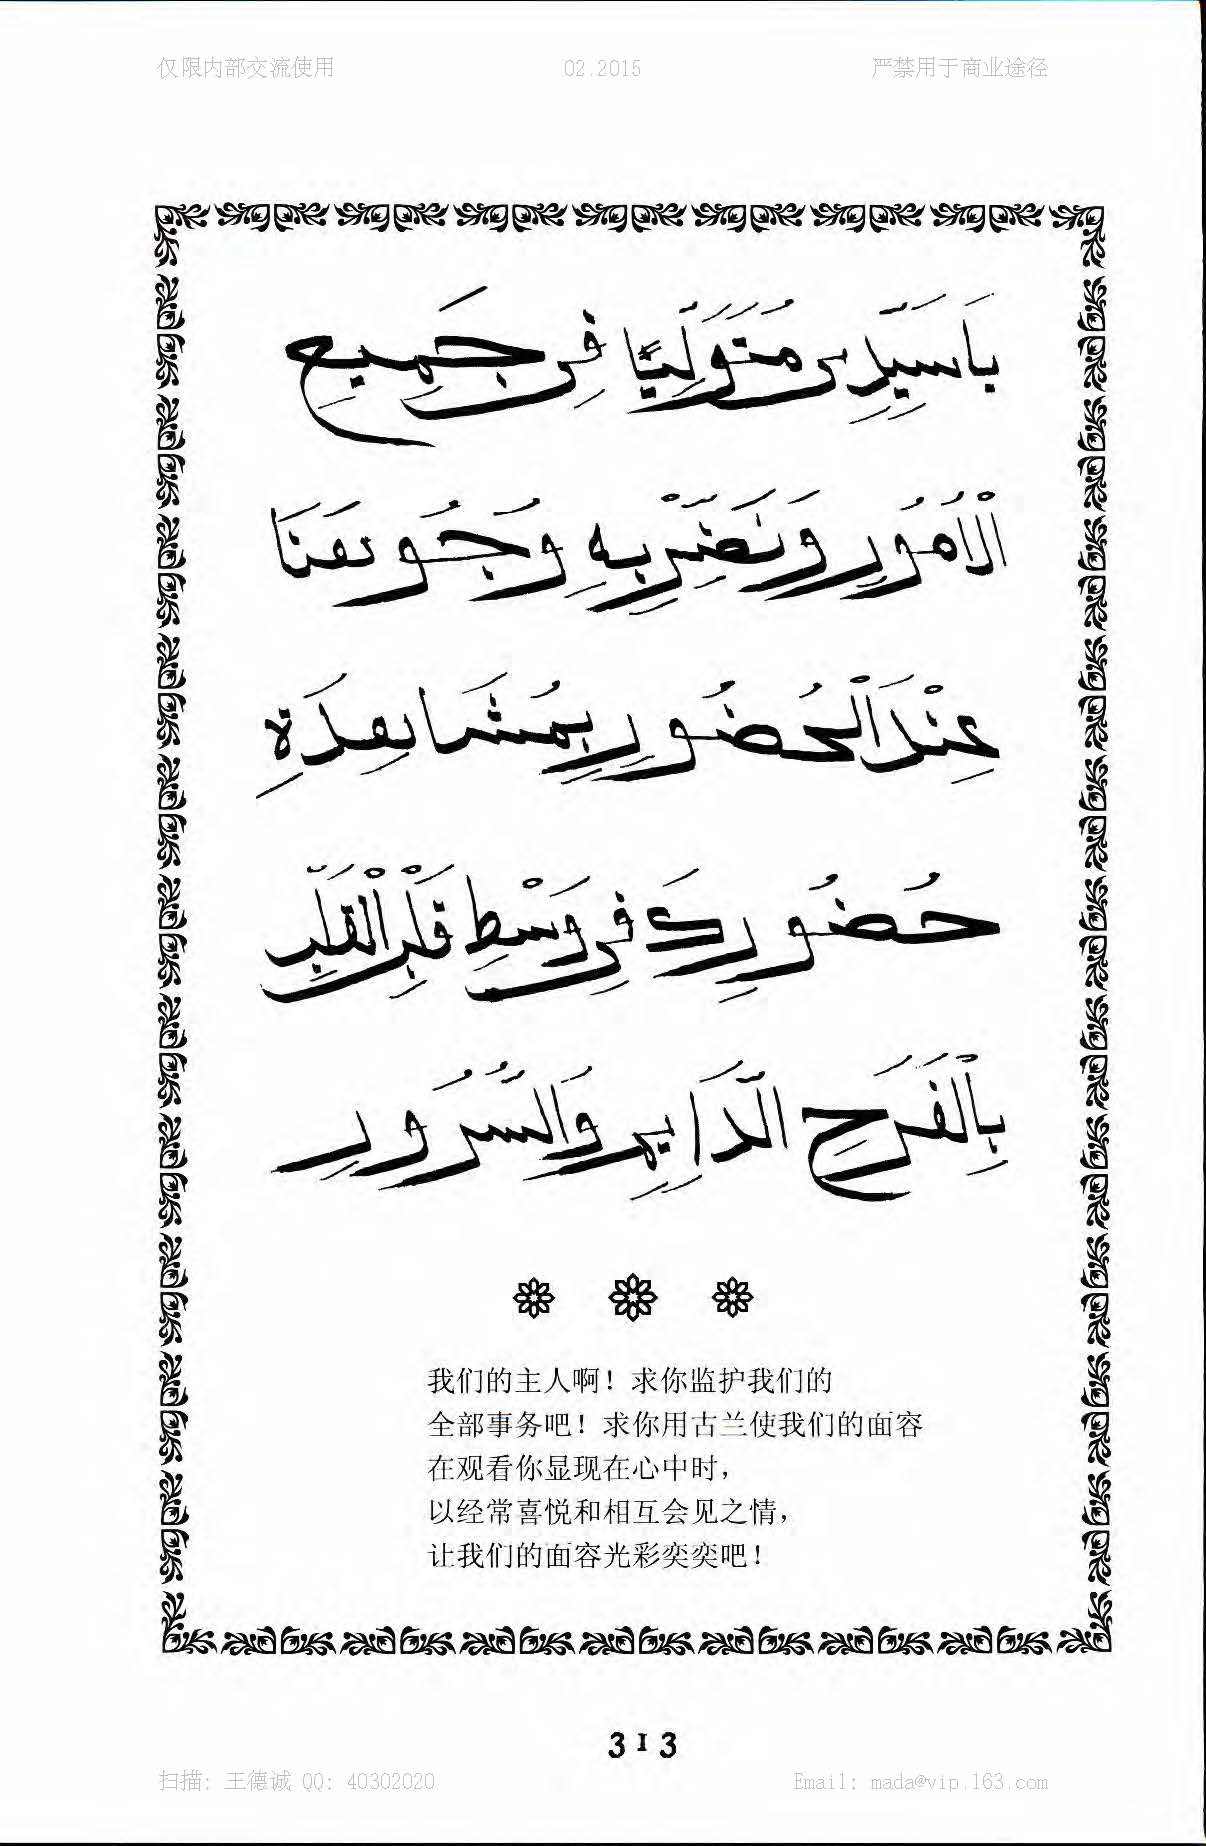 仅限内部交流使用 02.2015 严禁用于商业途径
يَا سَيِّدِي مُتَوَلِّيًا فِي جَمِيعِ
الْأُمُورِ وَنَضِّرْ بِهِ وُجُوهَنَا
عِنْدَ الْحُضُورِ بِمُشَاهَدَةِ
حُضُورِكَ فِي وَسْطِ قَلْبِ الْقَلْبِ
بِالْفَرَحِ الدَّايِمِ وَالسُّرُورِ
我们的主人啊！求你监护我们的
全部事务吧！求你用古兰使我们的面容
在观看你显现在心中时，
以经常喜悦和相互会见之情，
让我们的面容光彩奕奕吧！
313
扫描: 王德诚 QQ: 40302020 Email: mada@vip.163.com